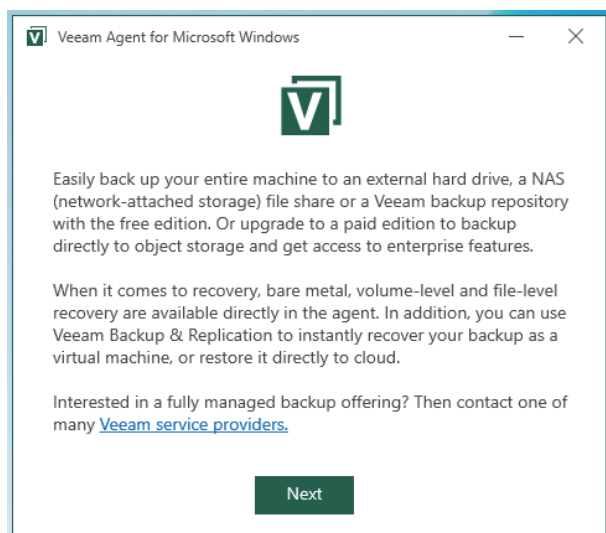 V Veeam Agent for Microsoft Windows
V
Easily back up your entire machine to an external hard drive, a NAS
(network-attached storage) file share or a Veeam backup repository
with the free edition. Or upgrade to a paid edition to backup
directly to object storage and get access to enterprise features.
When it comes to recovery, bare metal, volume-level and file-level
recovery are available directly in the agent. In addition, you can use
Veeam Backup & Replication to instantly recover your backup as a
virtual machine, or restore it directly to cloud.
Interested in a fully managed backup offering? Then contact one of
many Veeam service providers.
Next